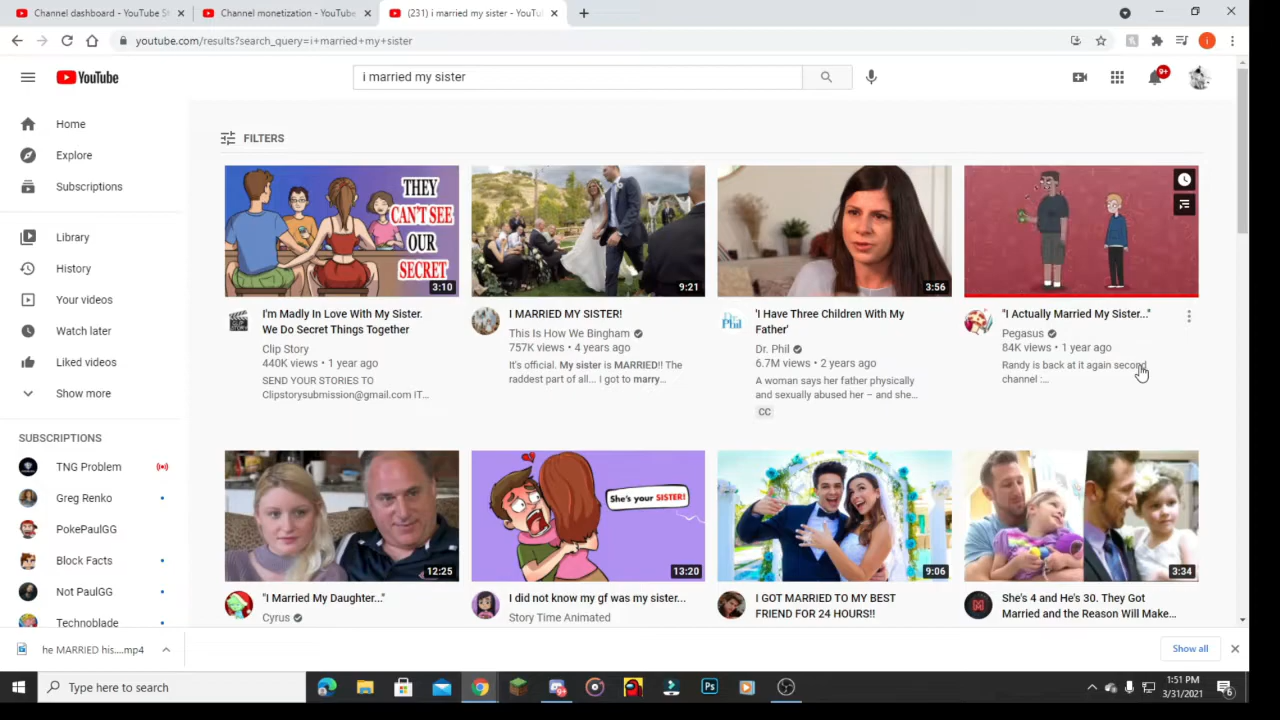 Channel dashboard - YouTube St
Channel monetization - YouTube
(231) i married my sister - YouTu
youtube.com/results?search_query=i+married+my+sister
i
YouTube
i married my sister
9+
Home
Explore
Subscriptions
Library
History
Your videos
Watch later
Liked videos
Show more
SUBSCRIPTIONS
TNG Problem
Greg Renko
PokePaulGG
Block Facts
Not PaulGG
Technoblade
FILTERS
THEY
CAN'T SEE
OUR
SECRET
3:10
I'm Madly In Love With My Sister.
We Do Secret Things Together
Clip Story
440K views • 1 year ago
SEND YOUR STORIES TO
Clipstorysubmission@gmail.com IT...
9:21
I MARRIED MY SISTER!
This Is How We Bingham
757K views • 4 years ago
It's official. My sister is MARRIED!! The
raddest part of all... I got to marry...
3:56
Dr. Phil
'I Have Three Children With My
Father'
Dr. Phil
6.7M views • 2 years ago
A woman says her father physically
and sexually abused her – and she...
CC
"I Actually Married My Sister..."
Pegasus
84K views • 1 year ago
Randy is back at it again second
channel :...
12:25
"I Married My Daughter..."
Cyrus
She's your SISTER!
13:20
I did not know my gf was my sister...
Story Time Animated
9:06
I GOT MARRIED TO MY BEST
FRIEND FOR 24 HOURS!!
3:34
M
She's 4 and He's 30. They Got
Married and the Reason Will Make...
he MARRIED his....mp4
Show all
Type here to search
Ps
1:51 PM
3/31/2021
6